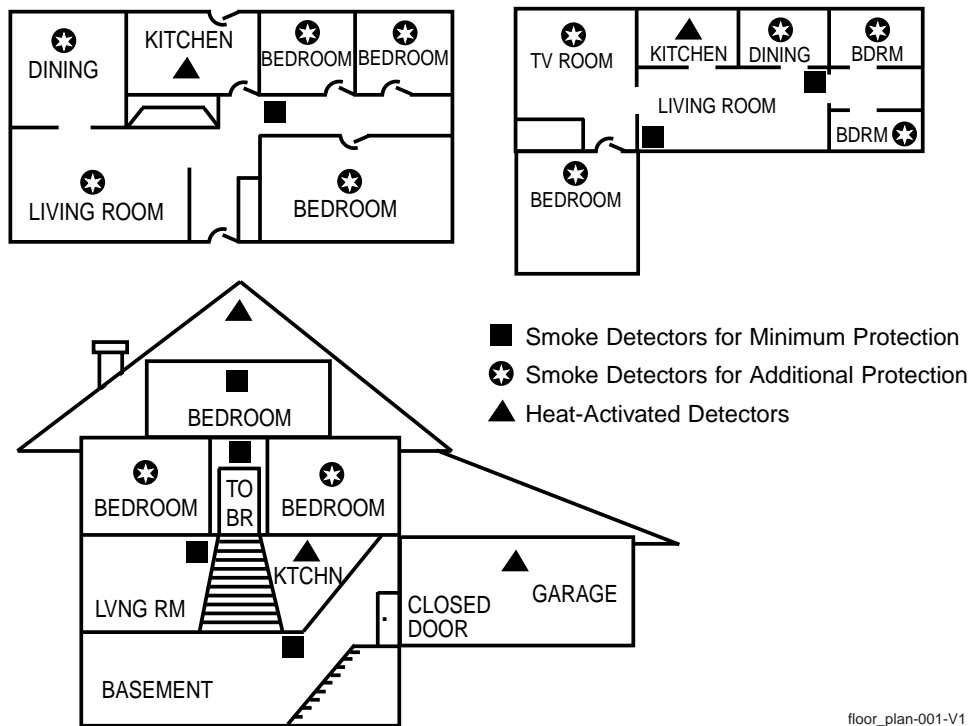 DINING
KITCHEN
BEDROOM
BEDROOM
LIVING ROOM
BEDROOM
TV ROOM
KITCHEN
DINING
BDRM
LIVING ROOM
BDRM
BEDROOM
Smoke Detectors for Minimum Protection
Smoke Detectors for Additional Protection
Heat-Activated Detectors
BEDROOM
BEDROOM
TO
BR
BEDROOM
LVNG RM
KTCHN
CLOSED
DOOR
GARAGE
BASEMENT
floor_plan-001-V1